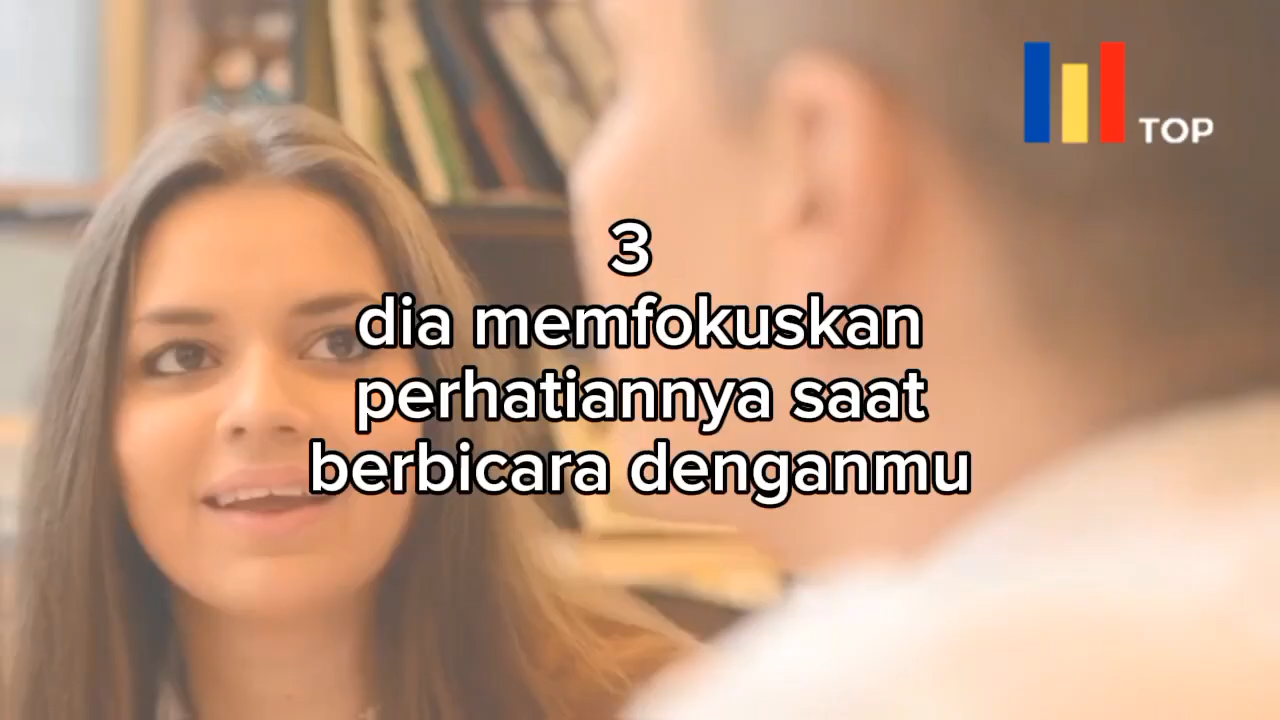 TOP
3
dia memfokuskan
perhatiannya saat
berbicara denganmu